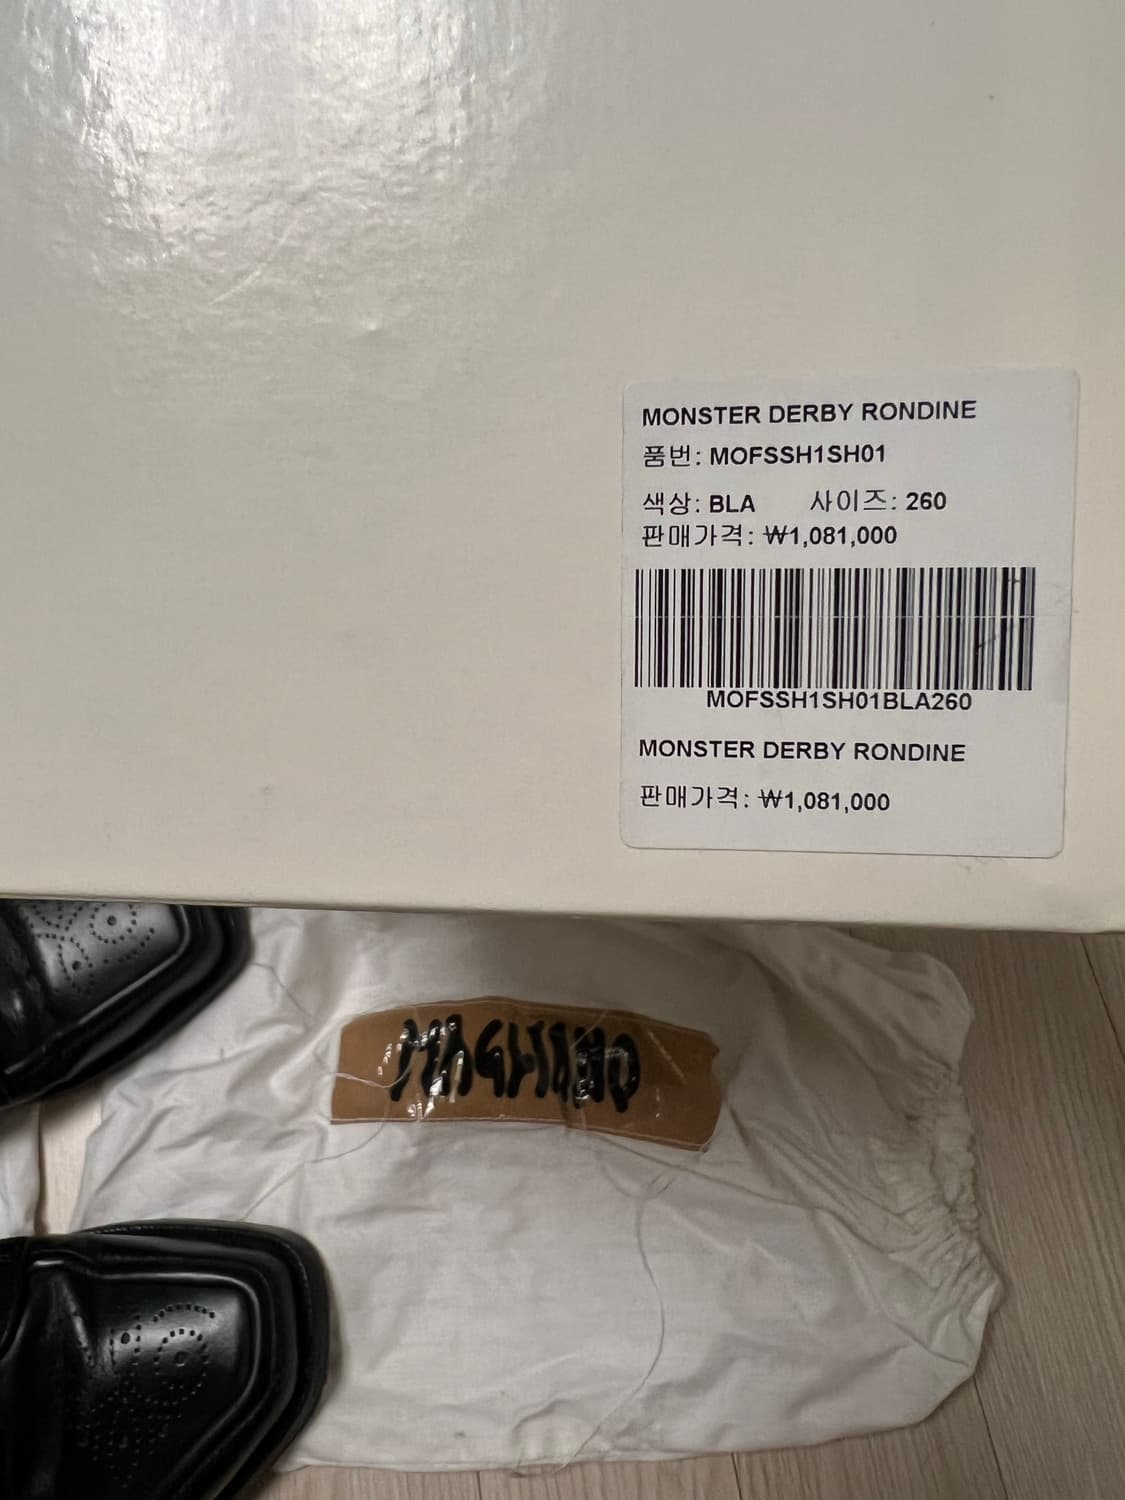 MONSTER DERBY RONDINE
품번: MOFSSH1SH01
색상: BLA 사이즈: 260
판매가격: ₩1,081,000
MOFSSH1SH01BLA260
MONSTER DERBY RONDINE
판매가격: ₩1,081,000
MAGLIANO